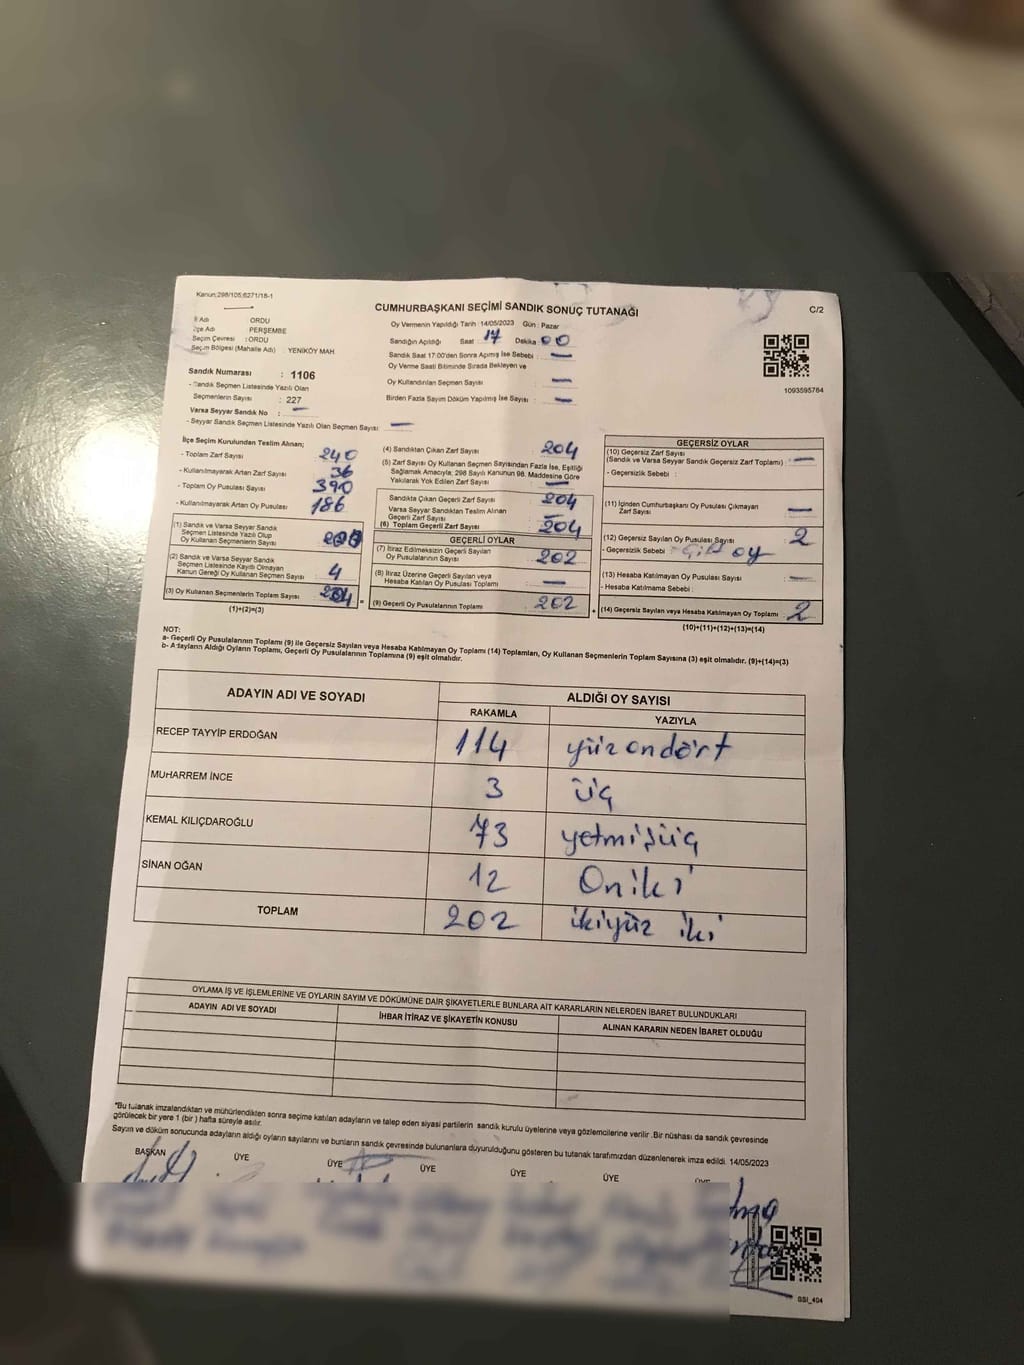 Kanun;298/105;6271/18-1
CUMHURBAŞKANI SEÇİMİ SANDIK SONUÇ TUTANAĞI
C/2
İl Adı ORDU
İlçe Adı PERŞEMBE
Seçim Çevresi : ORDU
Seçim Bölgesi (Mahalle Adı) : YENİKÖY MAH
Oy Vermenin Yapıldığı Tarih :14/05/2023 Gün : Pazar
Sandığın Açıldığı Saat : 17 Dakika 00
Sandık Saat 17:00'den Sonra Açımış İse Sebebi : —
Oy Verme Saati Bitiminde Sırada Bekleyen ve
Oy Kullandırılan Seçmen Sayısı —
Birden Fazla Sayım Döküm Yapılmış İse Sayısı : —
1093595764
Sandık Numarası : 1106
- Sandık Seçmen Listesinde Yazılı Olan
Seçmenlerin Sayısı : 227
Varsa Seyyar Sandık No : —
- Seyyar Sandık Seçmen Listesinde Yazılı Olan Seçmen Sayısı : —
İlçe Seçim Kurulundan Teslim Alınan;
- Toplam Zarf Sayısı 240
- Kullanılmayarak Artan Zarf Sayısı 36
- Toplam Oy Pusulası Sayısı 390
- Kullanılmayarak Artan Oy Pusulası 186
(1) Sandık ve Varsa Seyyar Sandık
Seçmen Listesinde Yazılı Olup
Oy Kullanan Seçmenlerin Sayısı
(2) Sandık ve Varsa Seyyar Sandık
Seçmen Listesinde Kayıtlı Olmayan
Kanun Gereği Oy Kullanan Seçmen Sayısı 4
(3) Oy Kullanan Seçmenlerin Toplam Sayısı 204 =
(1)+(2)=(3)
(4) Sandıktan Çıkan Zarf Sayısı 204
(5) Zarf Sayısı Oy Kullanan Seçmen Sayısından Fazla İse, Eşitliği
Sağlamak Amacıyla, 298 Sayılı Kanunun 98. Maddesine Göre
Yakılarak Yok Edilen Zarf Sayısı : —
Sandıkta Çıkan Geçerli Zarf Sayısı 204
Varsa Seyyar Sandıktan Teslim Alınan
Geçerli Zarf Sayısı —
(6) Toplam Geçerli Zarf Sayısı 204
GEÇERLİ OYLAR
(7) İtiraz Edilmeksizin Geçerli Sayılan
Oy Pusulalarının Sayısı 202
(8) İtiraz Üzerine Geçerli Sayılan veya
Hesaba Katılan Oy Pusulası Toplamı —
(9) Geçerli Oy Pusulalarının Toplamı 202 +
GEÇERSİZ OYLAR
(10) Geçersiz Zarf Sayısı
(Sandık ve Varsa Seyyar Sandık Geçersiz Zarf Toplamı) : —
- Geçersizlik Sebebi :
(11) İçinden Cumhurbaşkanı Oy Pusulası Çıkmayan
Zarf Sayısı —
(12) Geçersiz Sayılan Oy Pusulası Sayısı 2
- Geçersizlik Sebebi : Çift oy
(13) Hesaba Katılmayan Oy Pusulası Sayısı —
- Hesaba Katılmama Sebebi :
(14) Geçersiz Sayılan veya Hesaba Katılmayan Oy Toplamı 2
(10)+(11)+(12)+(13)=(14)
NOT:
a- Geçerli Oy Pusulalarının Toplamı (9) ile Geçersiz Sayılan veya Hesaba Katılmayan Oy Toplamı (14) Toplamları, Oy Kullanan Seçmenlerin Toplam Sayısına (3) eşit olmalıdır. (9)+(14)=(3)
b- Adayların Aldığı Oyların Toplamı, Geçerli Oy Pusulalarının Toplamına (9) eşit olmalıdır.
ADAYIN ADI VE SOYADI
ALDIĞI OY SAYISI
RAKAMLA YAZIYLA
RECEP TAYYİP ERDOĞAN 114 yüzondört
MUHARREM İNCE 3 üç
KEMAL KILIÇDAROĞLU 73 yetmişüç
SİNAN OĞAN 12 Oniki
TOPLAM 202 ikiyüz iki
OYLAMA İŞ VE İŞLEMLERİNE VE OYLARIN SAYIM VE DÖKÜMÜNE DAİR ŞİKAYETLERLE BUNLARA AİT KARARLARIN NELERDEN İBARET BULUNDUKLARI
ADAYIN ADI VE SOYADI İHBAR İTİRAZ VE ŞİKAYETİN KONUSU ALINAN KARARIN NEDEN İBARET OLDUĞU
*Bu tutanak imzalandıktan ve mühürlendikten sonra seçime katılan adayların ve talep eden siyasi partilerin sandık kurulu üyelerine veya gözlemcilerine verilir .Bir nüshası da sandık çevresinde
görülecek bir yere 1 (bir ) hafta süreyle asılır.
Sayım ve döküm sonucunda adayların aldığı oyların sayılarını ve bunların sandık çevresinde bulunanlara duyurulduğunu gösteren bu tutanak tarafımızdan düzenlenerek imza edildi. 14/05/2023
BAŞKAN ÜYE ÜYE ÜYE ÜYE ÜYE ÜYE
GSI_404